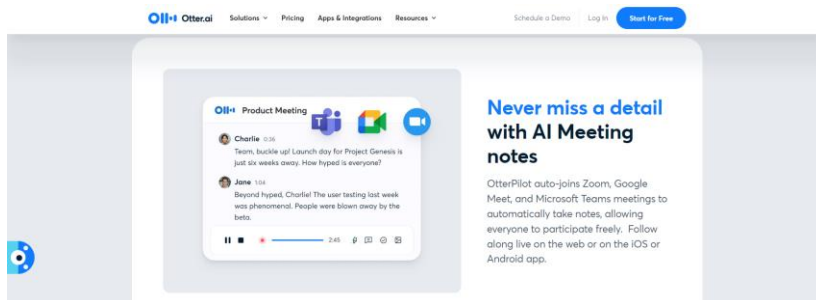 Otter.ai Solutions Pricing Apps & Integrations Resources Schedule a Demo Log In Start for Free
Product Meeting
T
Charlie 0:36
Team, buckle up! Launch day for Project Genesis is
just six weeks away. How hyped is everyone?
Jane 1:04
Beyond hyped, Charlie! The user testing last week
was phenomenal. People were blown away by the
beta.
2:45
Never miss a detail
with AI Meeting
notes
OtterPilot auto-joins Zoom, Google
Meet, and Microsoft Teams meetings to
automatically take notes, allowing
everyone to participate freely. Follow
along live on the web or on the iOS or
Android app.